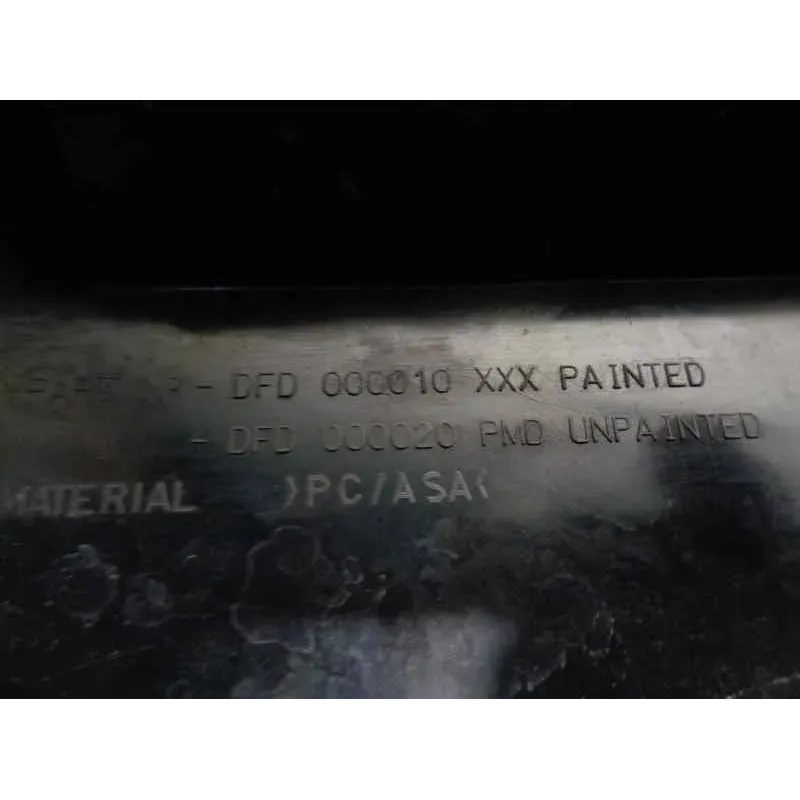 - DFD 000010 XXX PAINTED
- DFD 000020 PMD UNPAINTED
MATERIAL >PC/ASA<